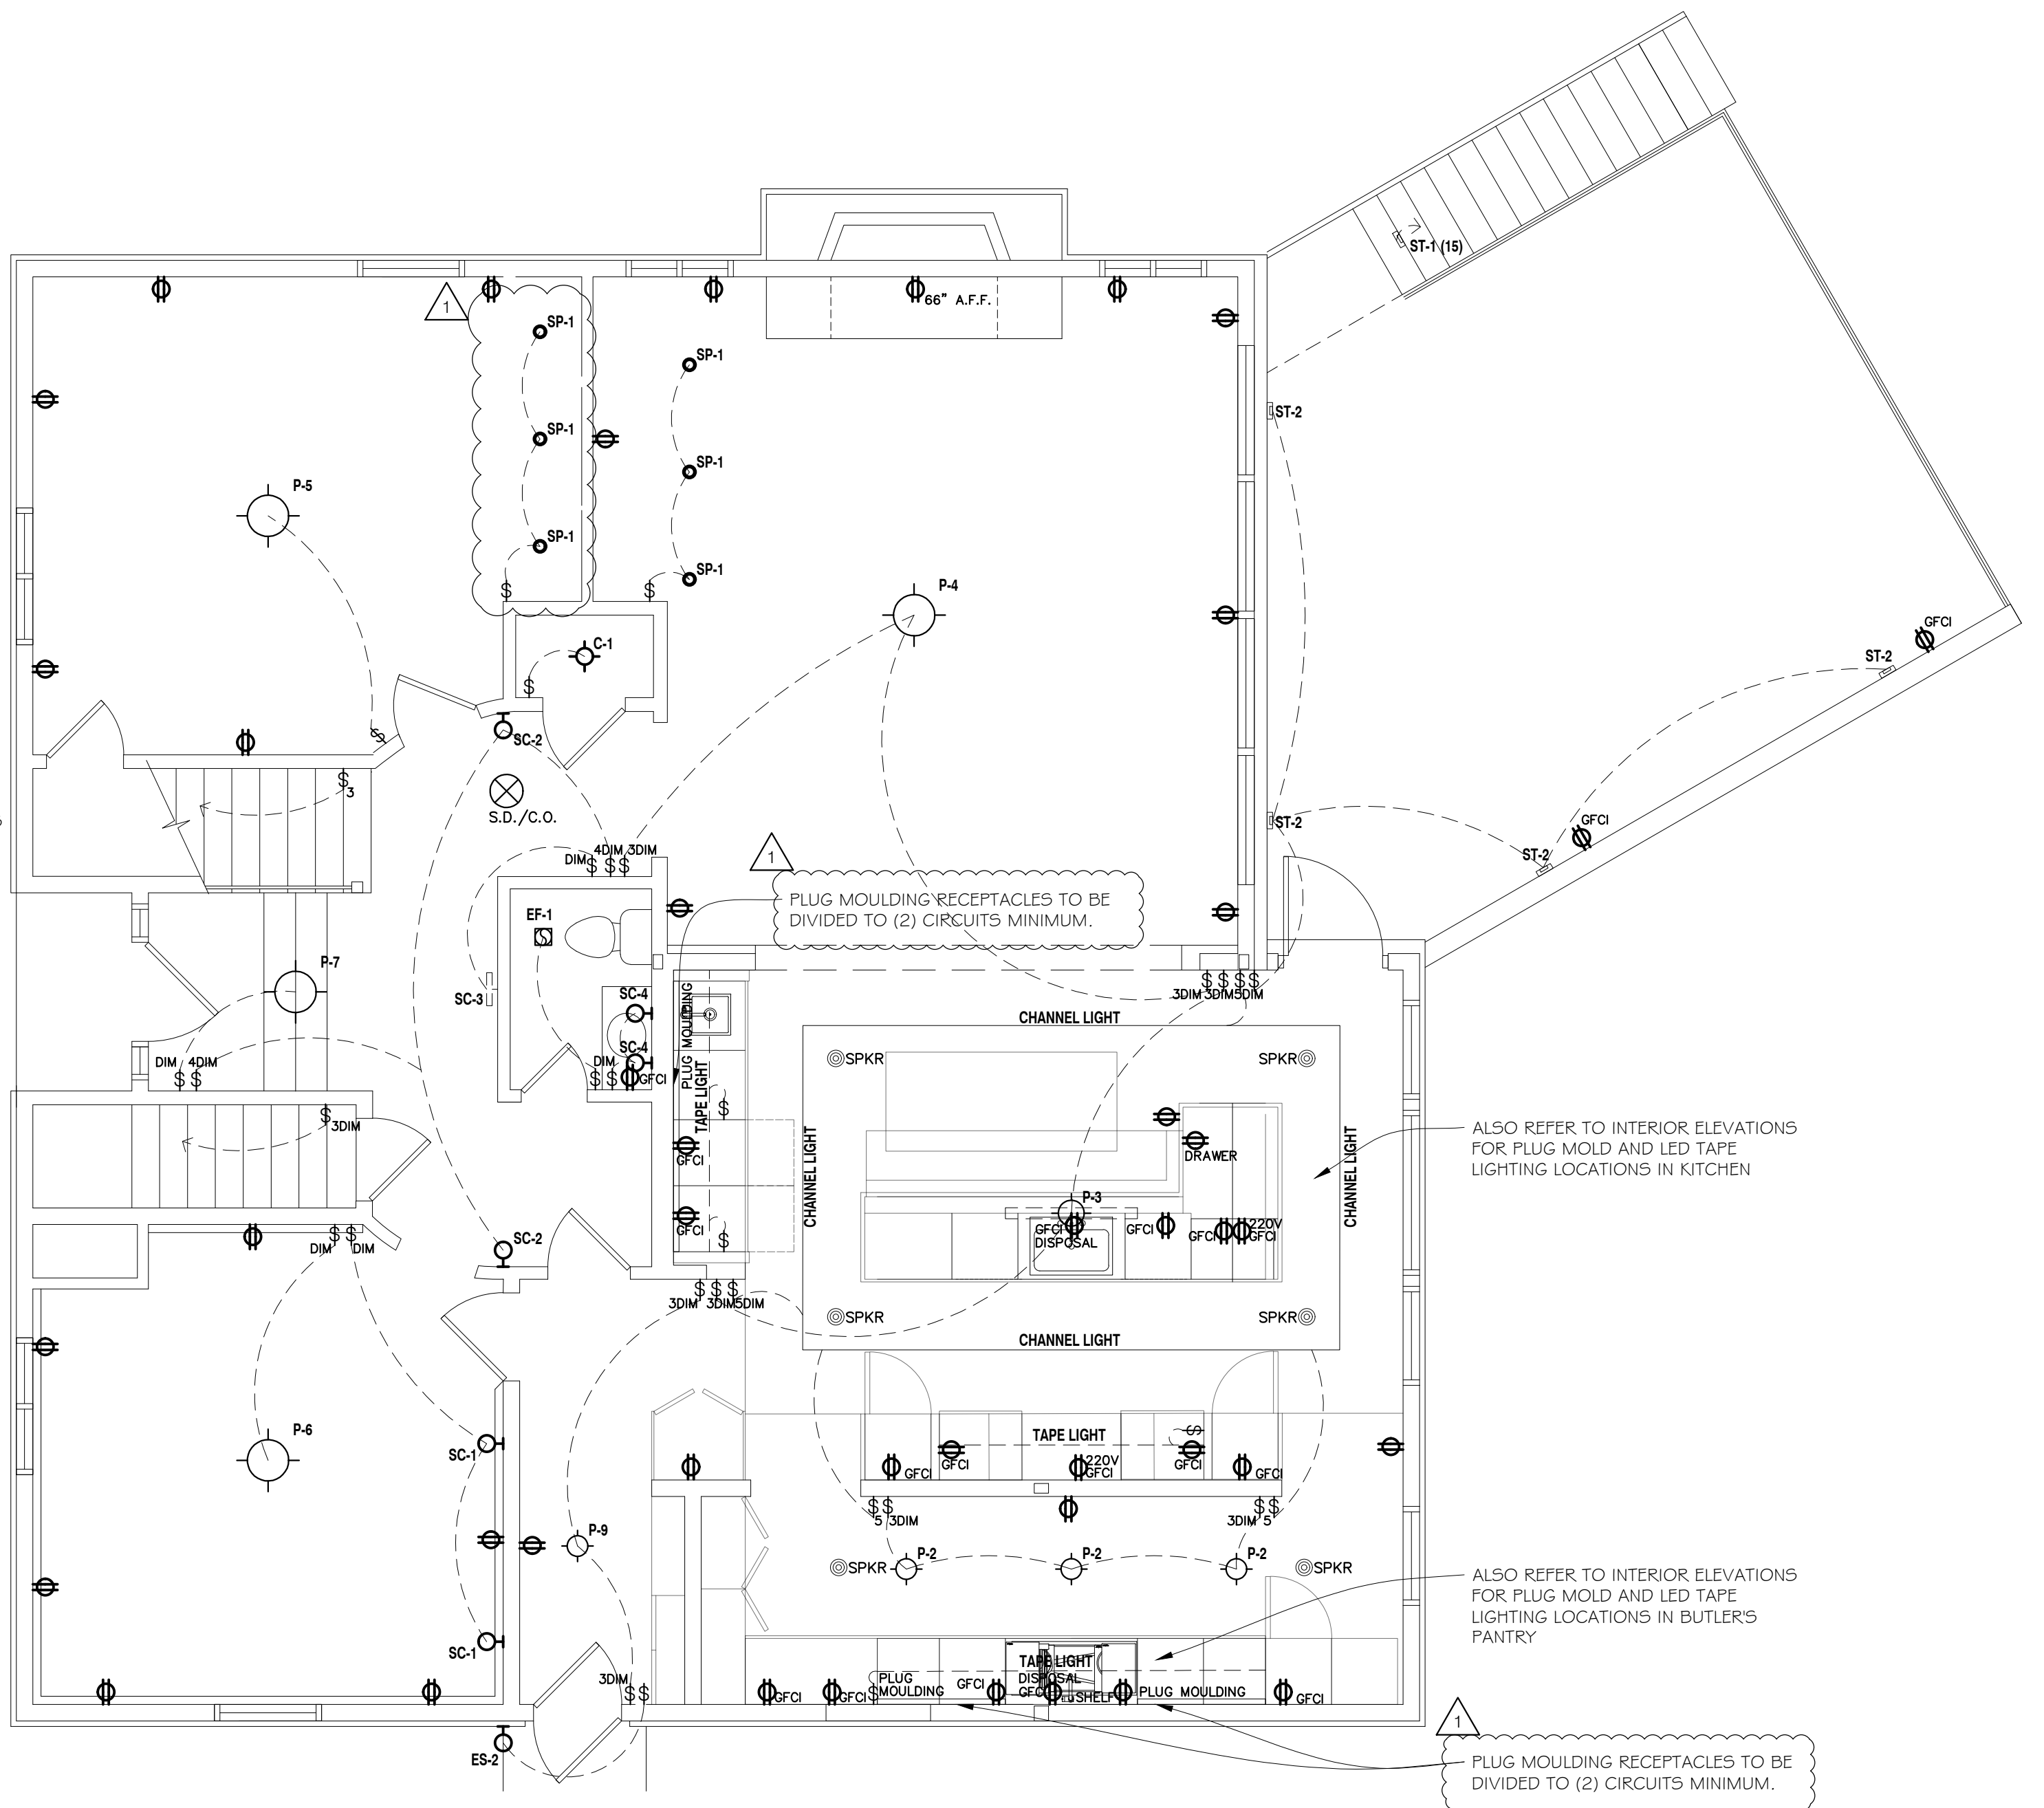 ST-1 (15)
1
66" A.F.F.
SP-1
SP-1
ST-2
SP-1
SP-1
P-5
SP-1
SP-1
P-4
GFCI
C-1
ST-2
SC-2
3
S.D./C.O.
GFCI
ST-2
ST-2
DIM
4DIM
3DIM
1
PLUG MOULDING RECEPTACLES TO BE
DIVIDED TO (2) CIRCUITS MINIMUM.
EF-1
P-7
SC-3
SC-4
3DIM
3DIM
5DIM
CHANNEL LIGHT
PLUG MOULDING
TAPE LIGHT
SPKR
SPKR
DIM
4DIM
SC-4
DIM
GFCI
3DIM
GFCI
CHANNEL LIGHT
DRAWER
CHANNEL LIGHT
ALSO REFER TO INTERIOR ELEVATIONS
FOR PLUG MOLD AND LED TAPE
LIGHTING LOCATIONS IN KITCHEN
P-3
GFCI
DISPOSAL
GFCI
GFCI
220V
GFCI
GFCI
SC-2
DIM
DIM
3DIM
3DIM
5DIM
SPKR
SPKR
CHANNEL LIGHT
P-6
SC-1
TAPE LIGHT
GFCI
GFCI
220V
GFCI
GFCI
GFCI
5
3DIM
3DIM
5
P-9
P-2
P-2
P-2
SPKR
SPKR
ALSO REFER TO INTERIOR ELEVATIONS
FOR PLUG MOLD AND LED TAPE
LIGHTING LOCATIONS IN BUTLER'S
PANTRY
SC-1
3DIM
GFCI
GFCI
PLUG
MOULDING
GFCI
TAPE LIGHT
DISPOSAL
GFCI
SHELF
PLUG MOULDING
GFCI
ES-2
1
PLUG MOULDING RECEPTACLES TO BE
DIVIDED TO (2) CIRCUITS MINIMUM.